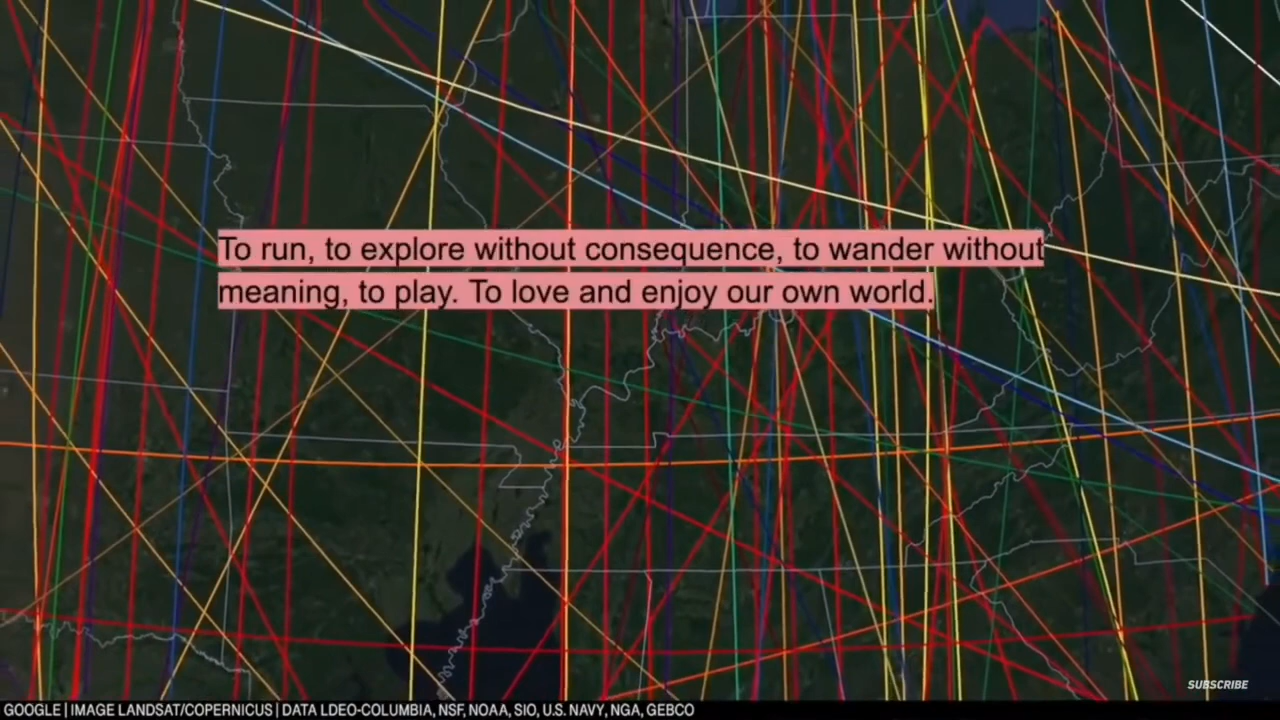 To run, to explore without consequence, to wander without
meaning, to play. To love and enjoy our own world.
SUBSCRIBE
GOOGLE | IMAGE LANDSAT/COPERNICUS | DATA LDEO-COLUMBIA, NSF, NOAA, SIO, U.S. NAVY, NGA, GEBCO